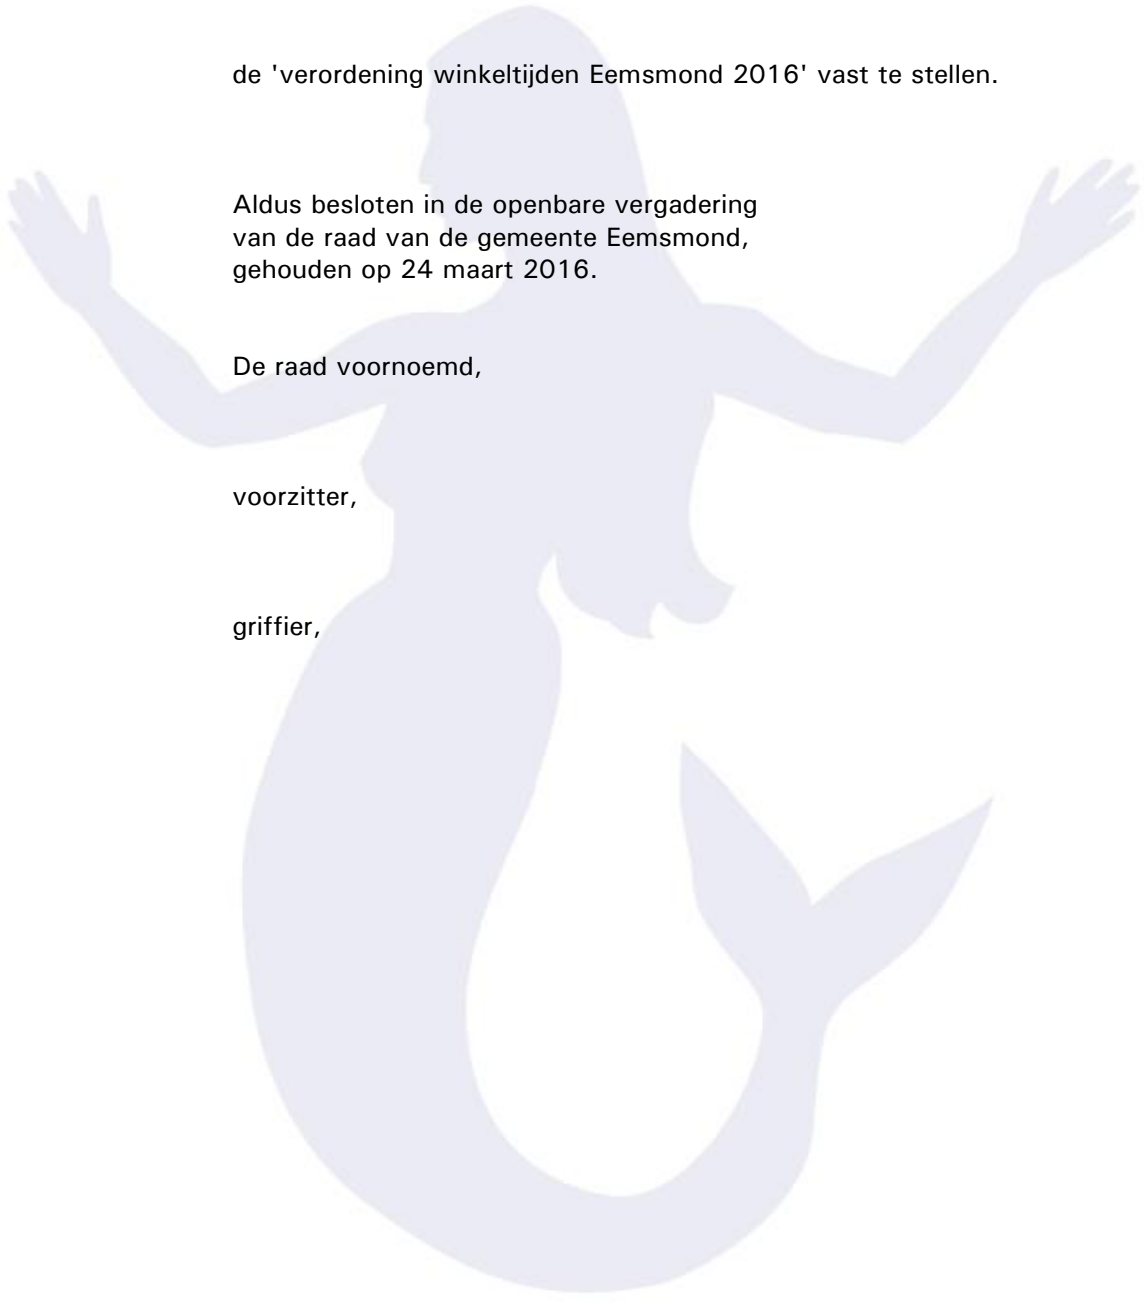 de 'verordening winkeltijden Eemsmond 2016' vast te stellen.
Aldus besloten in de openbare vergadering
van de raad van de gemeente Eemsmond,
gehouden op 24 maart 2016.
De raad voornoemd,
voorzitter,
griffier,